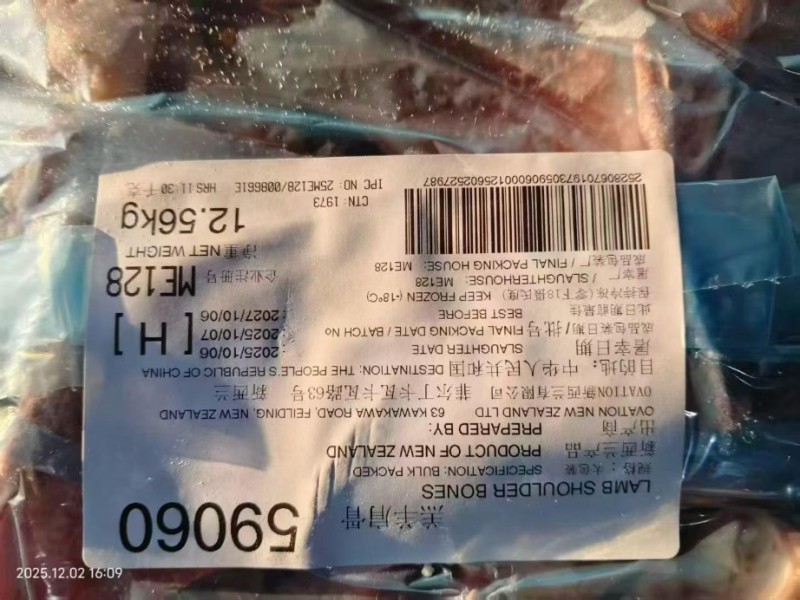 羔羊肩骨 59060
LAMB SHOULDER BONES
规格：大包装 SPECIFICATION: BULK PACKED
新西兰产品 PRODUCT OF NEW ZEALAND
出产商 PREPARED BY:
OVATION NEW ZEALAND LTD 63 KAWAKAWA ROAD, FEILDING, NEW ZEALAND
OVATION新西兰有限公司 菲尔丁卡瓦卡瓦路63号 新西兰
目的地：中华人民共和国 DESTINATION: THE PEOPLE'S REPUBLIC OF CHINA
屠宰日期 SLAUGHTER DATE : 2025/10/06
成品包装日期/批号 FINAL PACKING DATE / BATCH No : 2025/10/07 [ H ]
此日期前最佳 BEST BEFORE : 2027/10/06
保持冷冻(零下18摄氏度) KEEP FROZEN (-18°C)
屠宰厂 / SLAUGHTERHOUSE: ME128 企业注册号 ME128
成品包装厂 / FINAL PACKING HOUSE: ME128
净重 NET WEIGHT
12.56kg
CTN: 1973
IPC NO: 25ME128/008661E HRS 11:30 千克
2528067019730590600001256002527987
2025.12.02 16:09